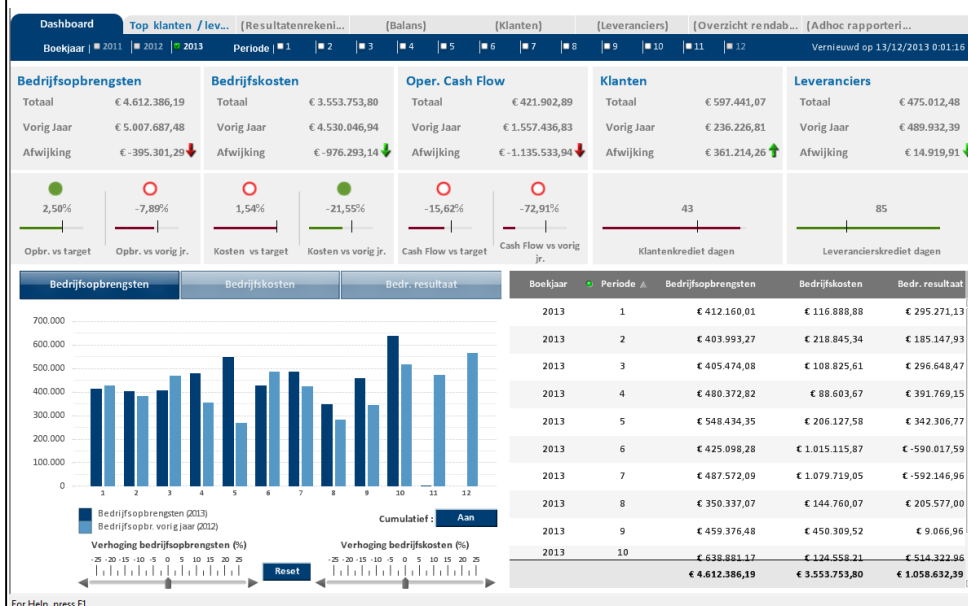 Dashboard Top klanten / lev... (Resultatenrekeni... (Balans) (Klanten) (Leveranciers) (Overzicht rendab... (Adhoc rapporteri...
Boekjaar | 2011 | 2012 | 2013 Periode | 1 | 2 | 3 | 4 | 5 | 6 | 7 | 8 | 9 | 10 | 11 | 12 Vernieuwd op 13/12/2013 0:01:16
Bedrijfsopbrengsten Bedrijfskosten Oper. Cash Flow Klanten Leveranciers
Totaal € 4.612.386,19 Totaal € 3.553.753,80 Totaal € 421.902,89 Totaal € 597.441,07 Totaal € 475.012,48
Vorig Jaar € 5.007.687,48 Vorig Jaar € 4.530.046,94 Vorig Jaar € 1.557.436,83 Vorig Jaar € 236.226,81 Vorig Jaar € 489.932,39
Afwijking € -395.301,29 Afwijking € -976.293,14 Afwijking € -1.135.533,94 Afwijking € 361.214,26 Afwijking € 14.919,91
2,50% -7,89% 1,54% -21,55% -15,62% -72,91% 43 85
Opbr. vs target Opbr. vs vorig jr. Kosten vs target Kosten vs vorig jr. Cash Flow vs target Cash Flow vs vorig jr. Klantenkrediet dagen Leverancierskrediet dagen
Bedrijfsopbrengsten Bedrijfskosten Bedr. resultaat
700.000
600.000
500.000
400.000
300.000
200.000
100.000
0
1 2 3 4 5 6 7 8 9 10 11 12
Bedrijfsopbrengsten (2013)
Bedrijfsopbr. vorig jaar (2012)
Cumulatief : Aan
Verhoging bedrijfsopbrengsten (%) Verhoging bedrijfskosten (%)
-25 -20 -15 -10 -5 0 5 10 15 20 25 Reset -25 -20 -15 -10 -5 0 5 10 15 20 25
Boekjaar Periode Bedrijfsopbrengsten Bedrijfskosten Bedr. resultaat
2013 1 € 412.160,01 € 116.888,88 € 295.271,13
2013 2 € 403.993,27 € 218.845,34 € 185.147,93
2013 3 € 405.474,08 € 108.825,61 € 296.648,47
2013 4 € 480.372,82 € 88.603,67 € 391.769,15
2013 5 € 548.434,35 € 206.127,58 € 342.306,77
2013 6 € 425.098,28 € 1.015.115,87 € -590.017,59
2013 7 € 487.572,09 € 1.079.719,05 € -592.146,96
2013 8 € 350.337,07 € 144.760,07 € 205.577,00
2013 9 € 459.376,48 € 450.309,52 € 9.066,96
2013 10 € 638.881,17 € 124.558,21 € 514.322,96
€ 4.612.386,19 € 3.553.753,80 € 1.058.632,39
For Help, press F1